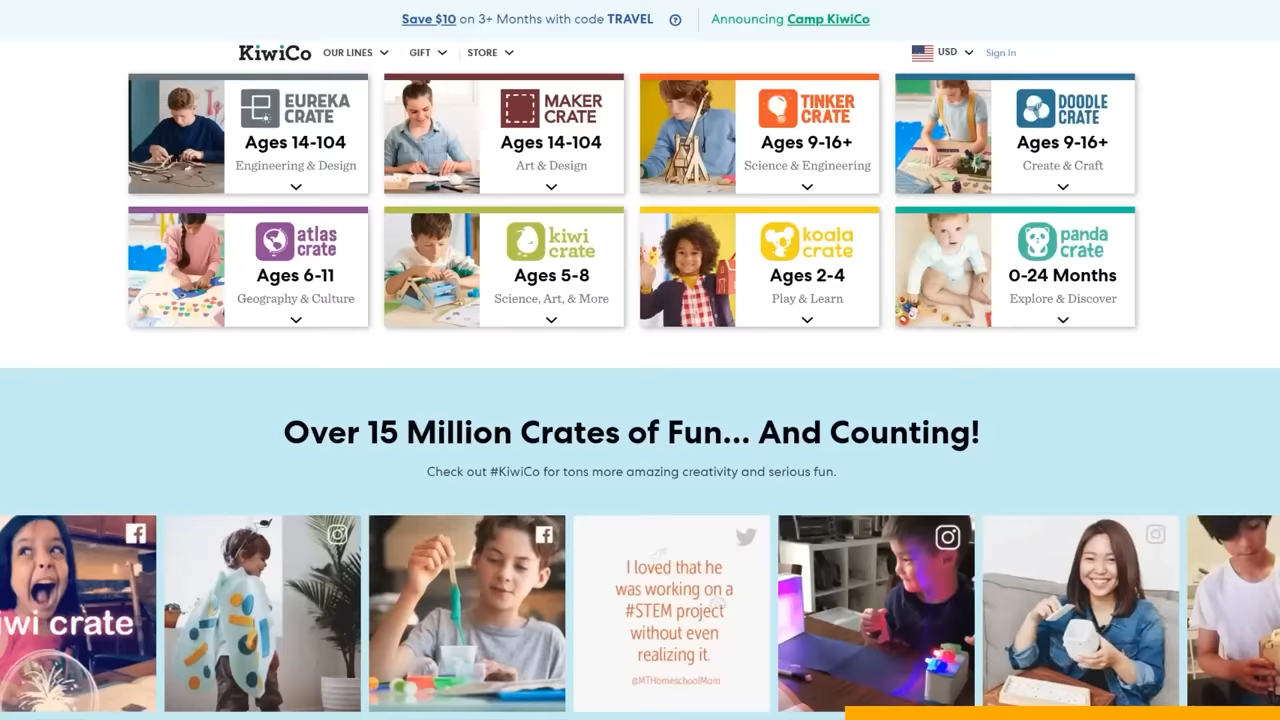 Save $10 on 3+ Months with code TRAVEL ? Announcing Camp KiwiCo
KiwiCo OUR LINES GIFT STORE USD Sign In
EUREKA
CRATE
Ages 14-104
Engineering & Design
MAKER
CRATE
Ages 14-104
Art & Design
TINKER
CRATE
Ages 9-16+
Science & Engineering
DOODLE
CRATE
Ages 9-16+
Create & Craft
atlas
crate
Ages 6-11
Geography & Culture
kiwi
crate
Ages 5-8
Science, Art, & More
koala
crate
Ages 2-4
Play & Learn
panda
crate
0-24 Months
Explore & Discover
Over 15 Million Crates of Fun... And Counting!
Check out #KiwiCo for tons more amazing creativity and serious fun.
iwi crate
I loved that he
was working on a
#STEM project
without even
realizing it.
@MTHomeschoolMom